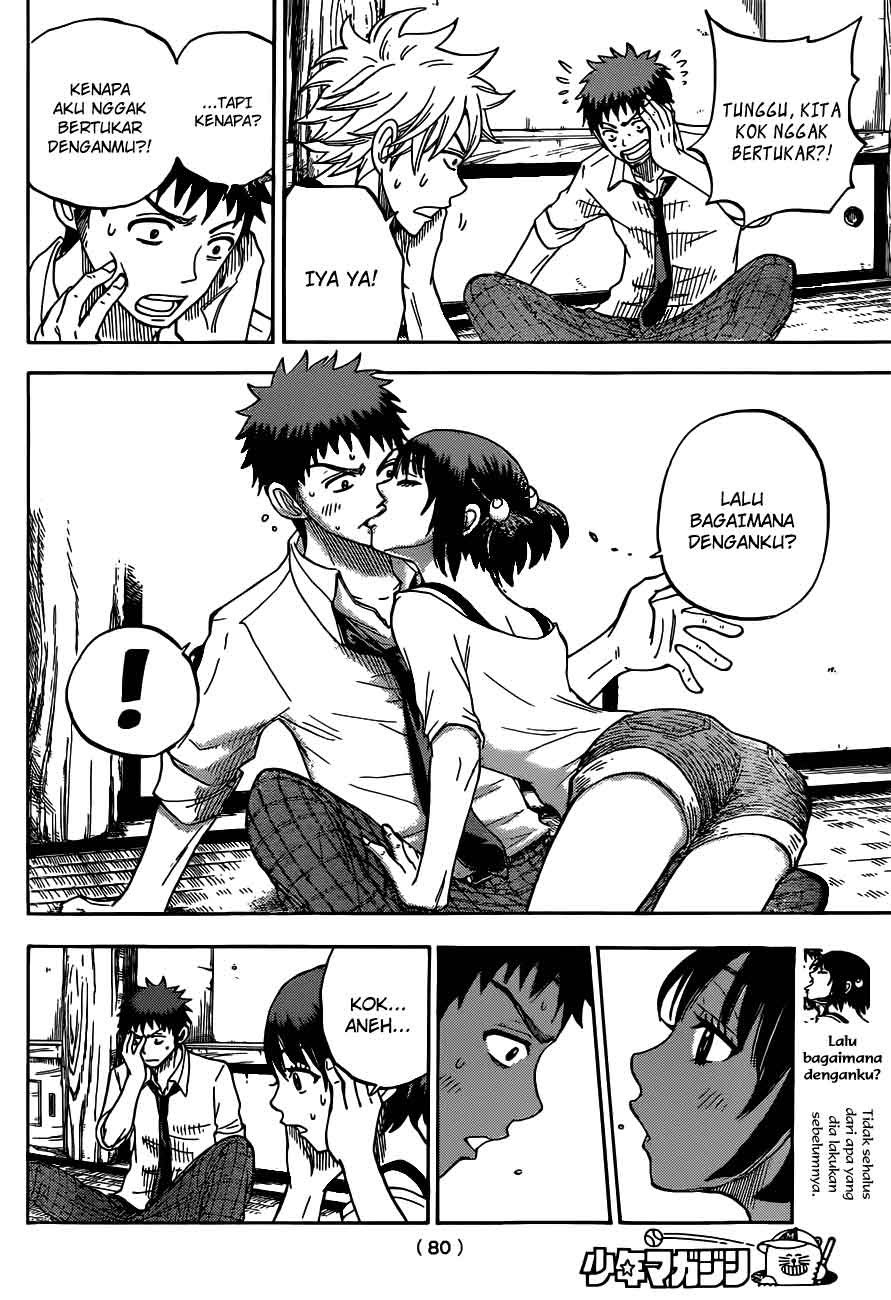 TUNGGU, KITA
KOK NGGAK
BERTUKAR?!
IYA YA!
...TAPI
KENAPA?
KENAPA
AKU NGGAK
BERTUKAR
DENGANMU?!
LALU
BAGAIMANA
DENGANKU?
!
Lalu
bagaimana
denganku?
Tidak sehalus
dari apa yang
dia lakukan
sebelumnya.
KOK...
ANEH...
( 80 )
少年マガジン